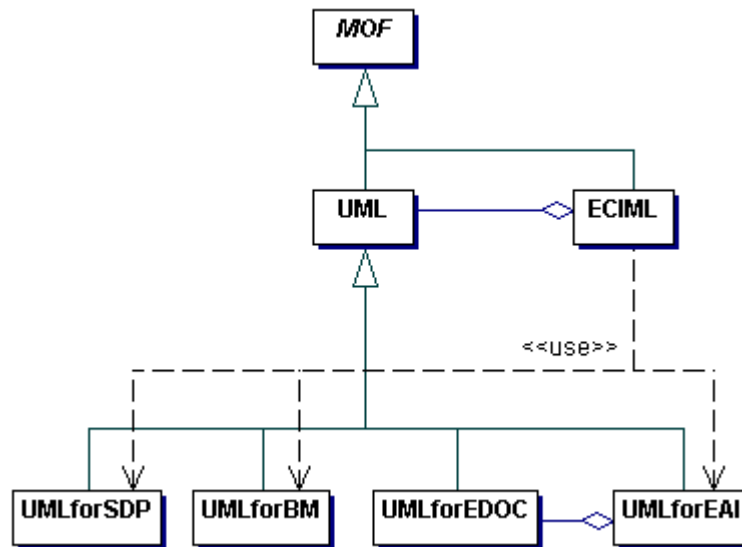 MOF
UML
ECIML
<<use>>
UMLforSDP
UMLforBM
UMLforEDOC
UMLforEAI